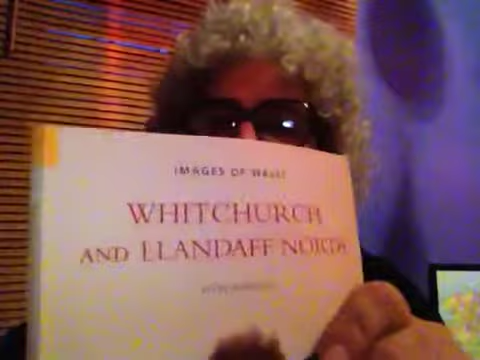 IMAGES OF WALES
WHITCHURCH
AND LLANDAFF NORTH